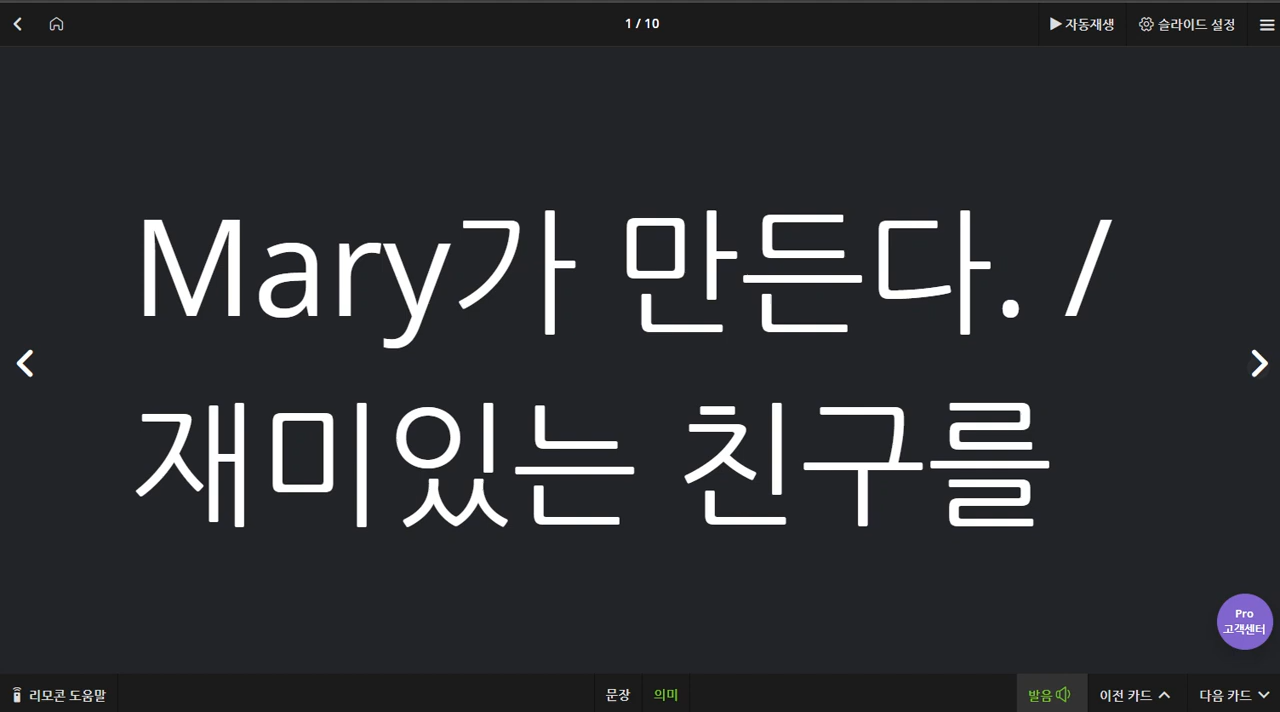 1 / 10
자동재생
슬라이드 설정
Mary가 만든다. /
재미있는 친구를
Pro
고객센터
리모콘 도움말
문장
의미
발음
이전 카드
다음 카드